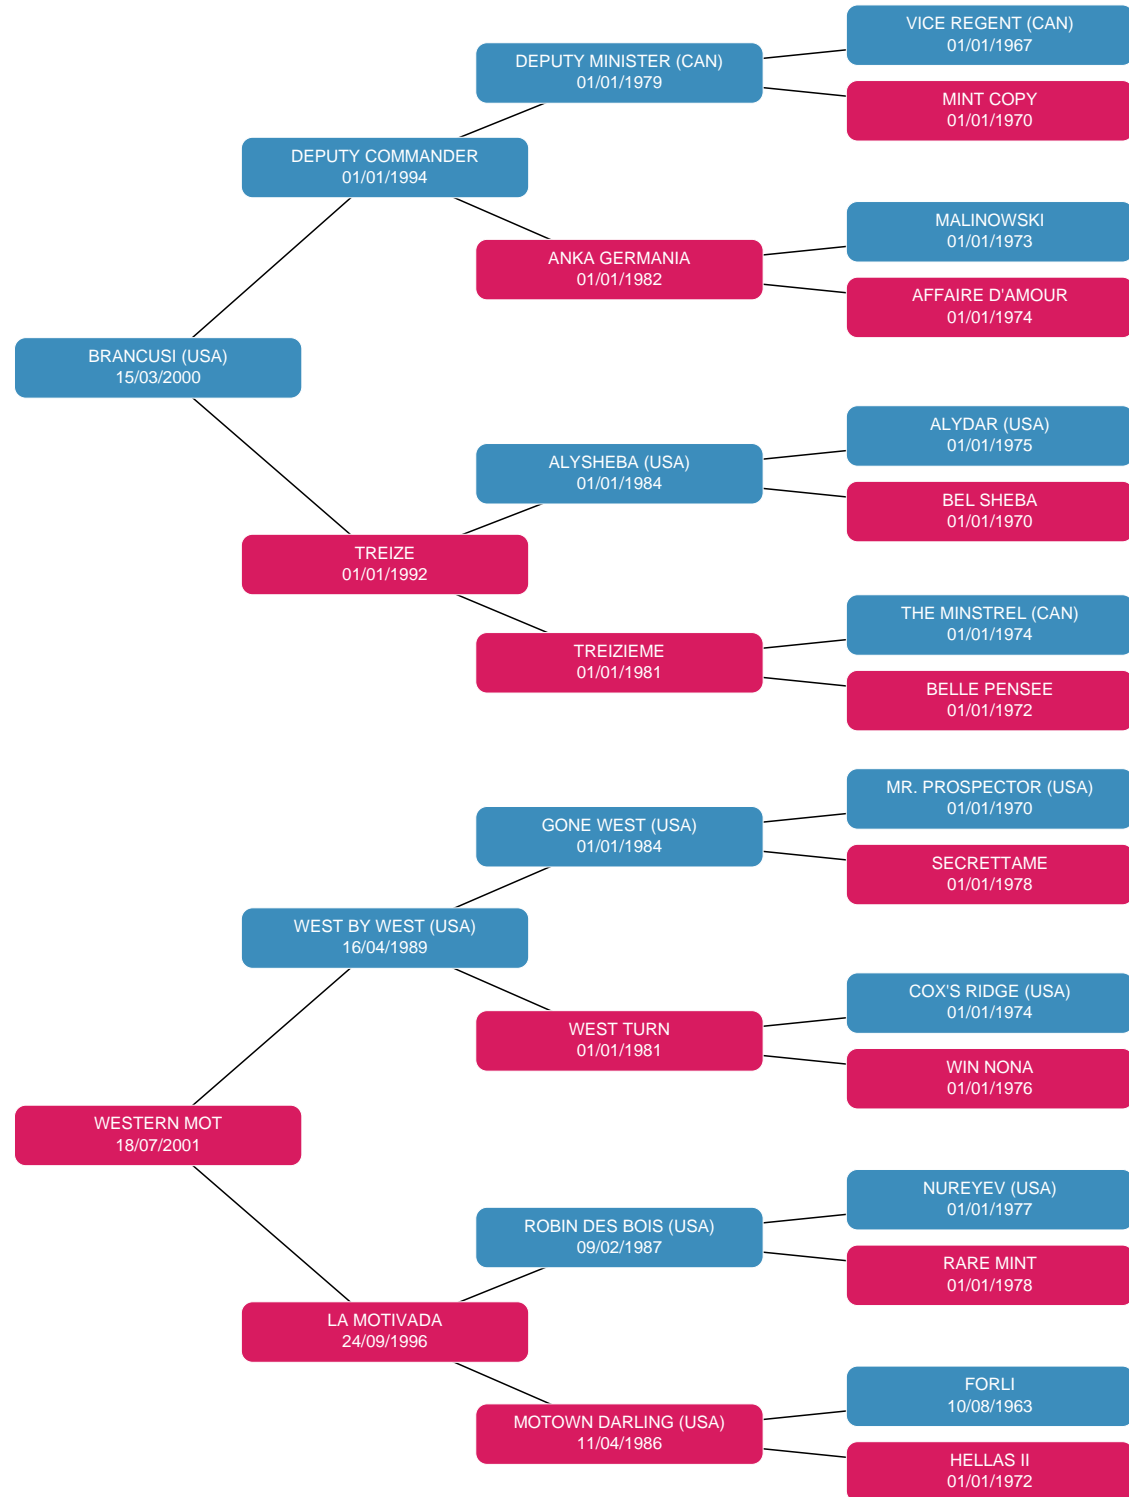 VICE REGENT (CAN)
01/01/1967
DEPUTY MINISTER (CAN)
01/01/1979
MINT COPY
01/01/1970
DEPUTY COMMANDER
01/01/1994
MALINOWSKI
01/01/1973
ANKA GERMANIA
01/01/1982
AFFAIRE D'AMOUR
01/01/1974
BRANCUSI (USA)
15/03/2000
ALYDAR (USA)
01/01/1975
ALYSHEBA (USA)
01/01/1984
BEL SHEBA
01/01/1970
TREIZE
01/01/1992
THE MINSTREL (CAN)
01/01/1974
TREIZIEME
01/01/1981
BELLE PENSEE
01/01/1972
MR. PROSPECTOR (USA)
01/01/1970
GONE WEST (USA)
01/01/1984
SECRETTAME
01/01/1978
WEST BY WEST (USA)
16/04/1989
COX'S RIDGE (USA)
01/01/1974
WEST TURN
01/01/1981
WIN NONA
01/01/1976
WESTERN MOT
18/07/2001
NUREYEV (USA)
01/01/1977
ROBIN DES BOIS (USA)
09/02/1987
RARE MINT
01/01/1978
LA MOTIVADA
24/09/1996
FORLI
10/08/1963
MOTOWN DARLING (USA)
11/04/1986
HELLAS II
01/01/1972